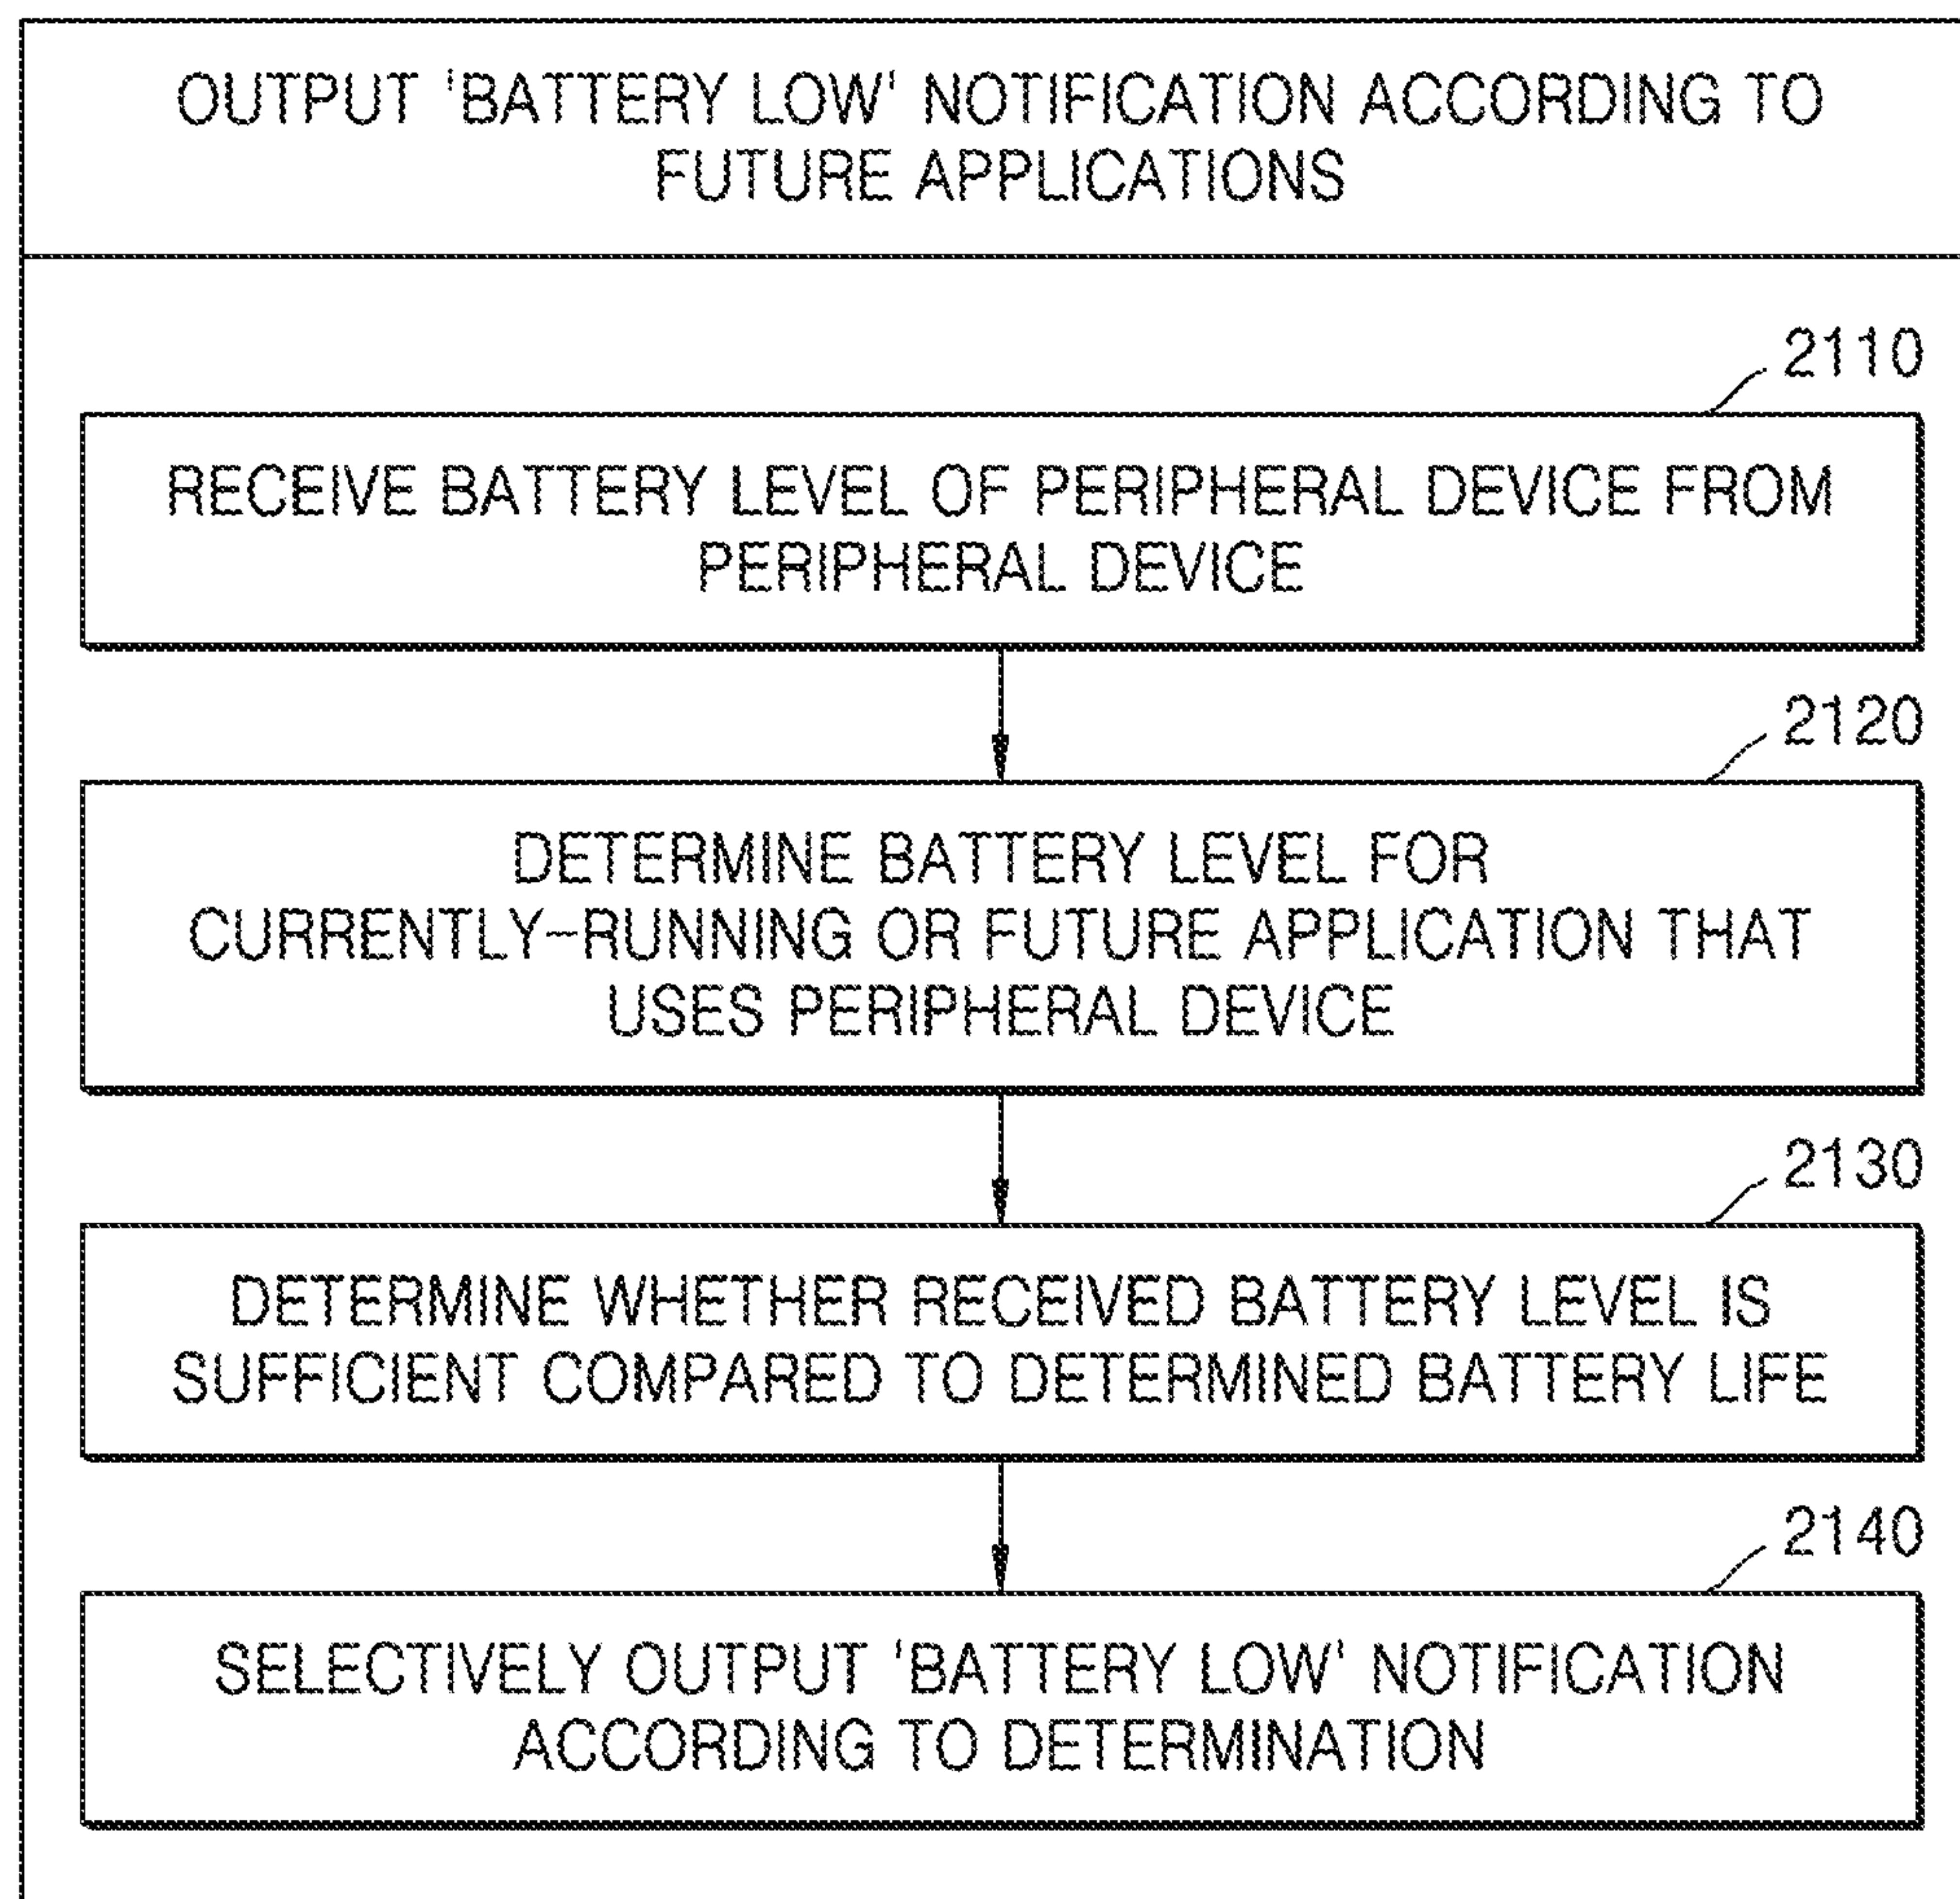 OUTPUT 'BATTERY LOW' NOTIFICATION ACCORDING TO
FUTURE APPLICATIONS
2110
RECEIVE BATTERY LEVEL OF PERIPHERAL DEVICE FROM
PERIPHERAL DEVICE
2120
DETERMINE BATTERY LEVEL FOR
CURRENTLY-RUNNING OR FUTURE APPLICATION THAT
USES PERIPHERAL DEVICE
2130
DETERMINE WHETHER RECEIVED BATTERY LEVEL IS
SUFFICIENT COMPARED TO DETERMINED BATTERY LIFE
2140
SELECTIVELY OUTPUT 'BATTERY LOW' NOTIFICATION
ACCORDING TO DETERMINATION